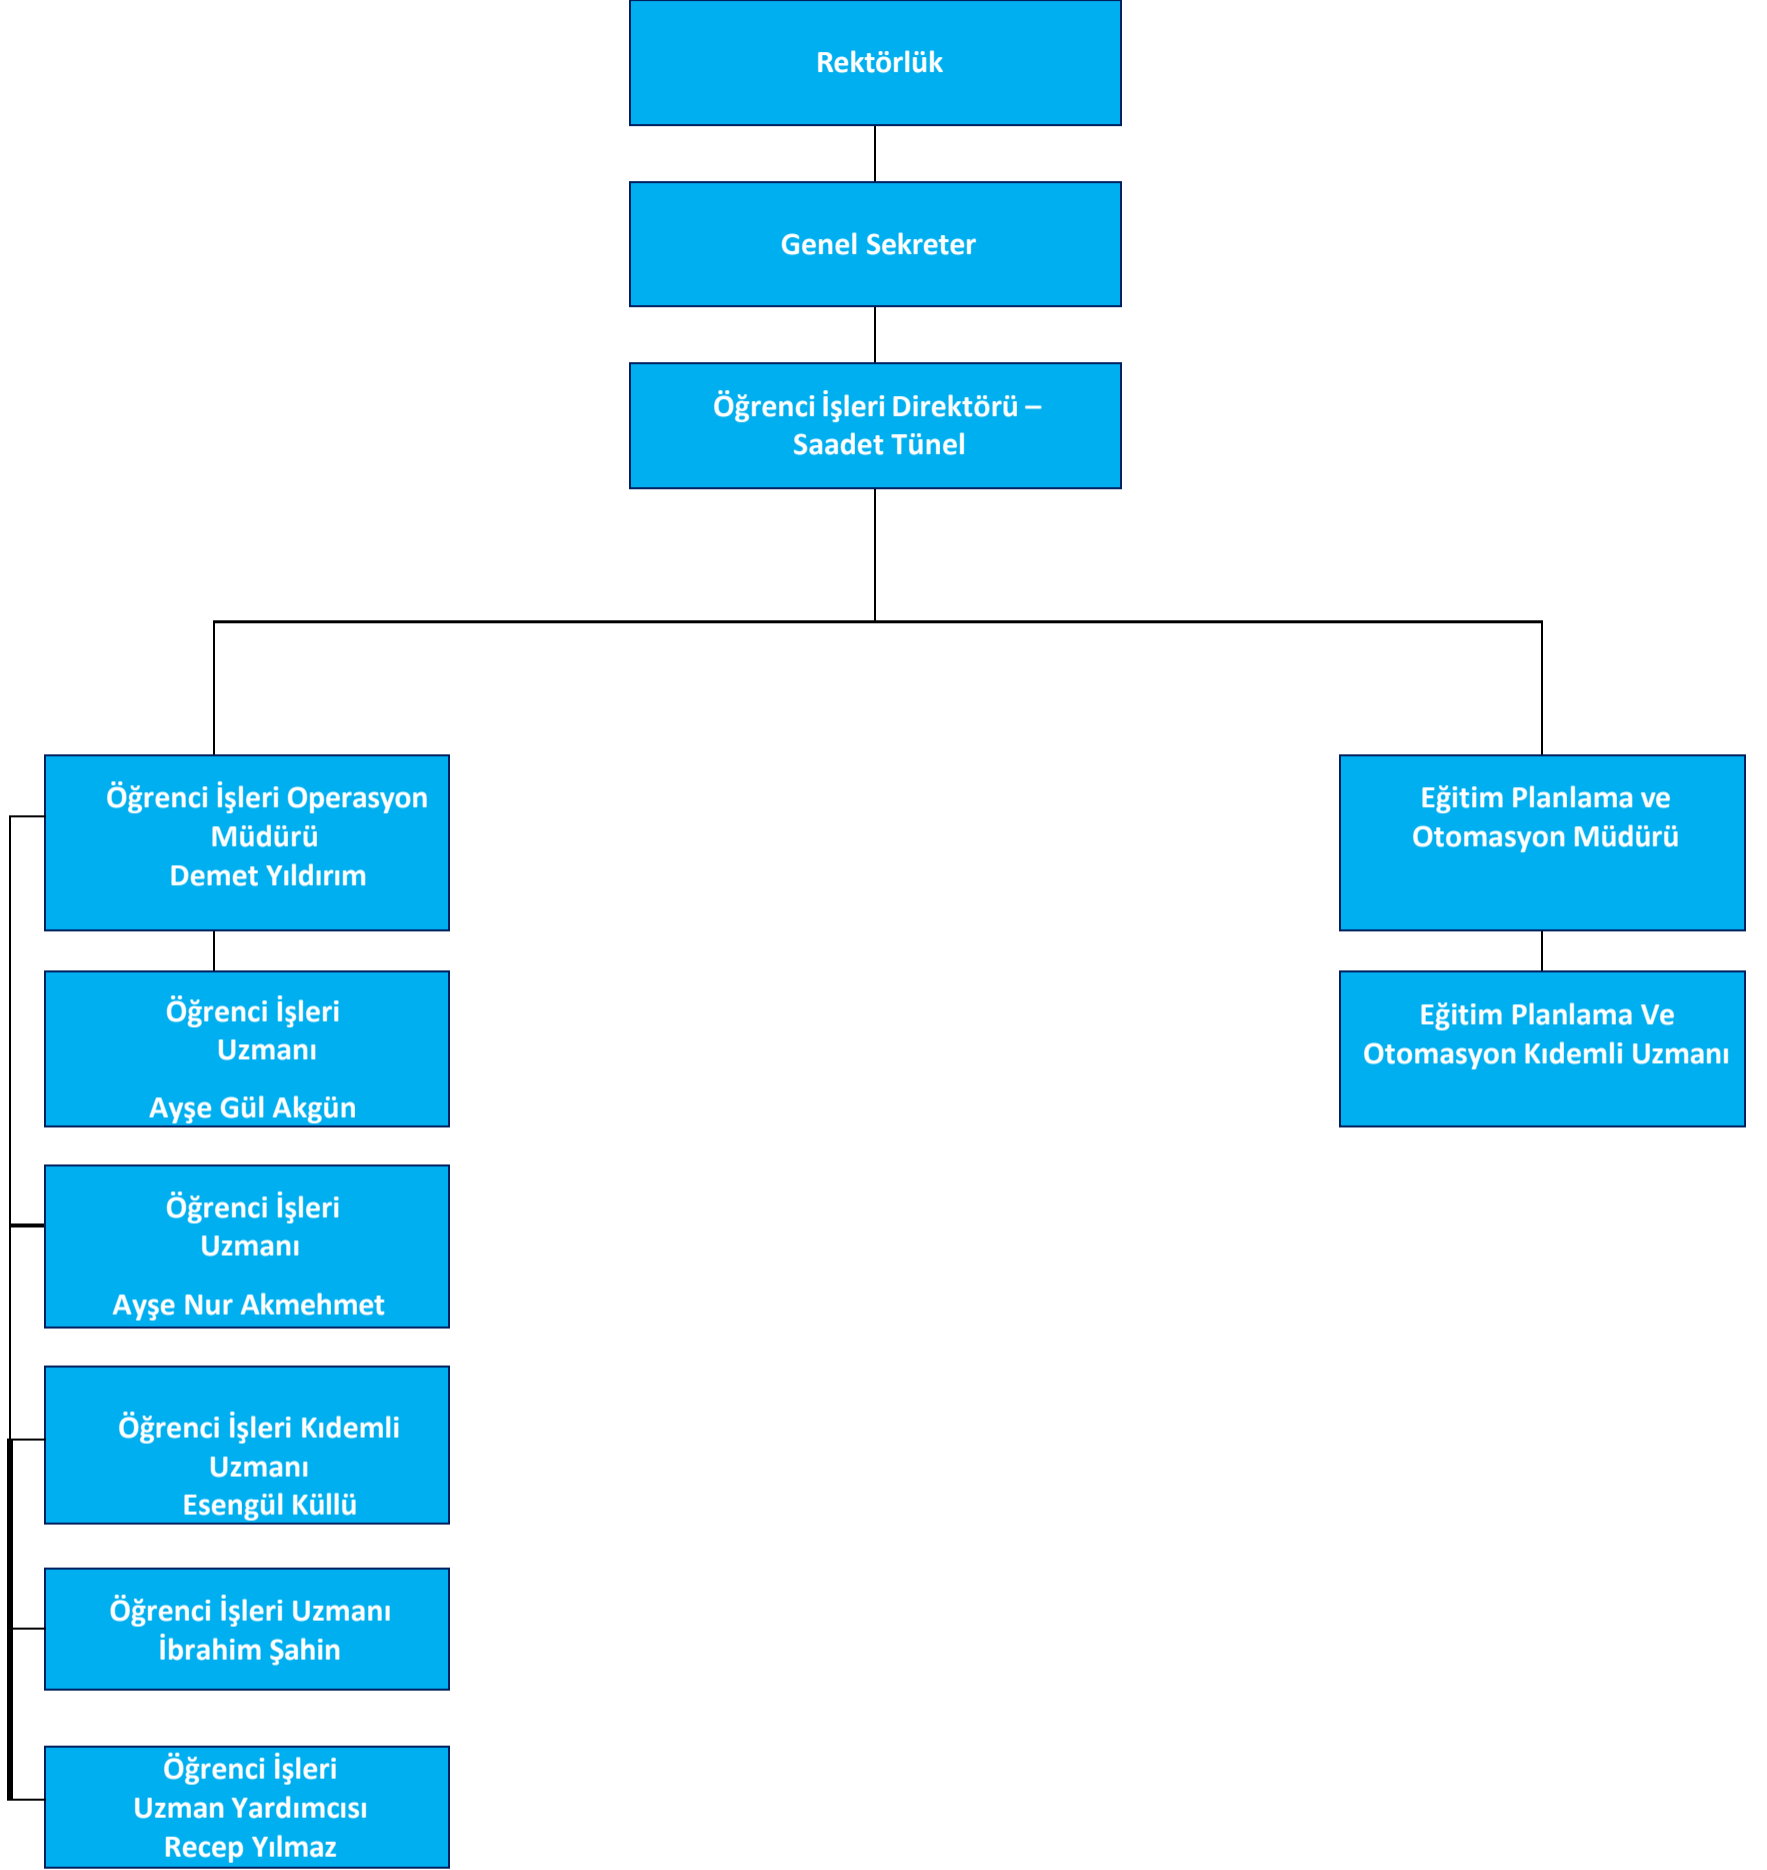 Rektörlük
Genel Sekreter
Öğrenci İşleri Direktörü –
Saadet Tünel
Öğrenci İşleri Operasyon
Müdürü
Demet Yıldırım
Eğitim Planlama ve
Otomasyon Müdürü
Öğrenci İşleri
Uzmanı
Ayşe Gül Akgün
Eğitim Planlama Ve
Otomasyon Kıdemli Uzmanı
Öğrenci İşleri
Uzmanı
Ayşe Nur Akmehmet
Öğrenci İşleri Kıdemli
Uzmanı
Esengül Küllü
Öğrenci İşleri Uzmanı
İbrahim Şahin
Öğrenci İşleri
Uzman Yardımcısı
Recep Yılmaz